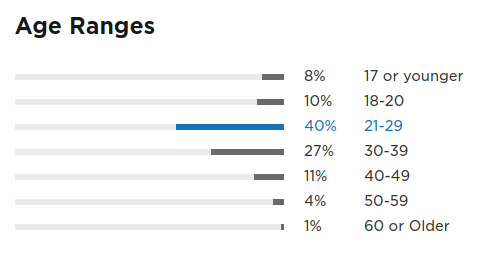 Age Ranges
8% 17 or younger
10% 18-20
40% 21-29
27% 30-39
11% 40-49
4% 50-59
1% 60 or Older